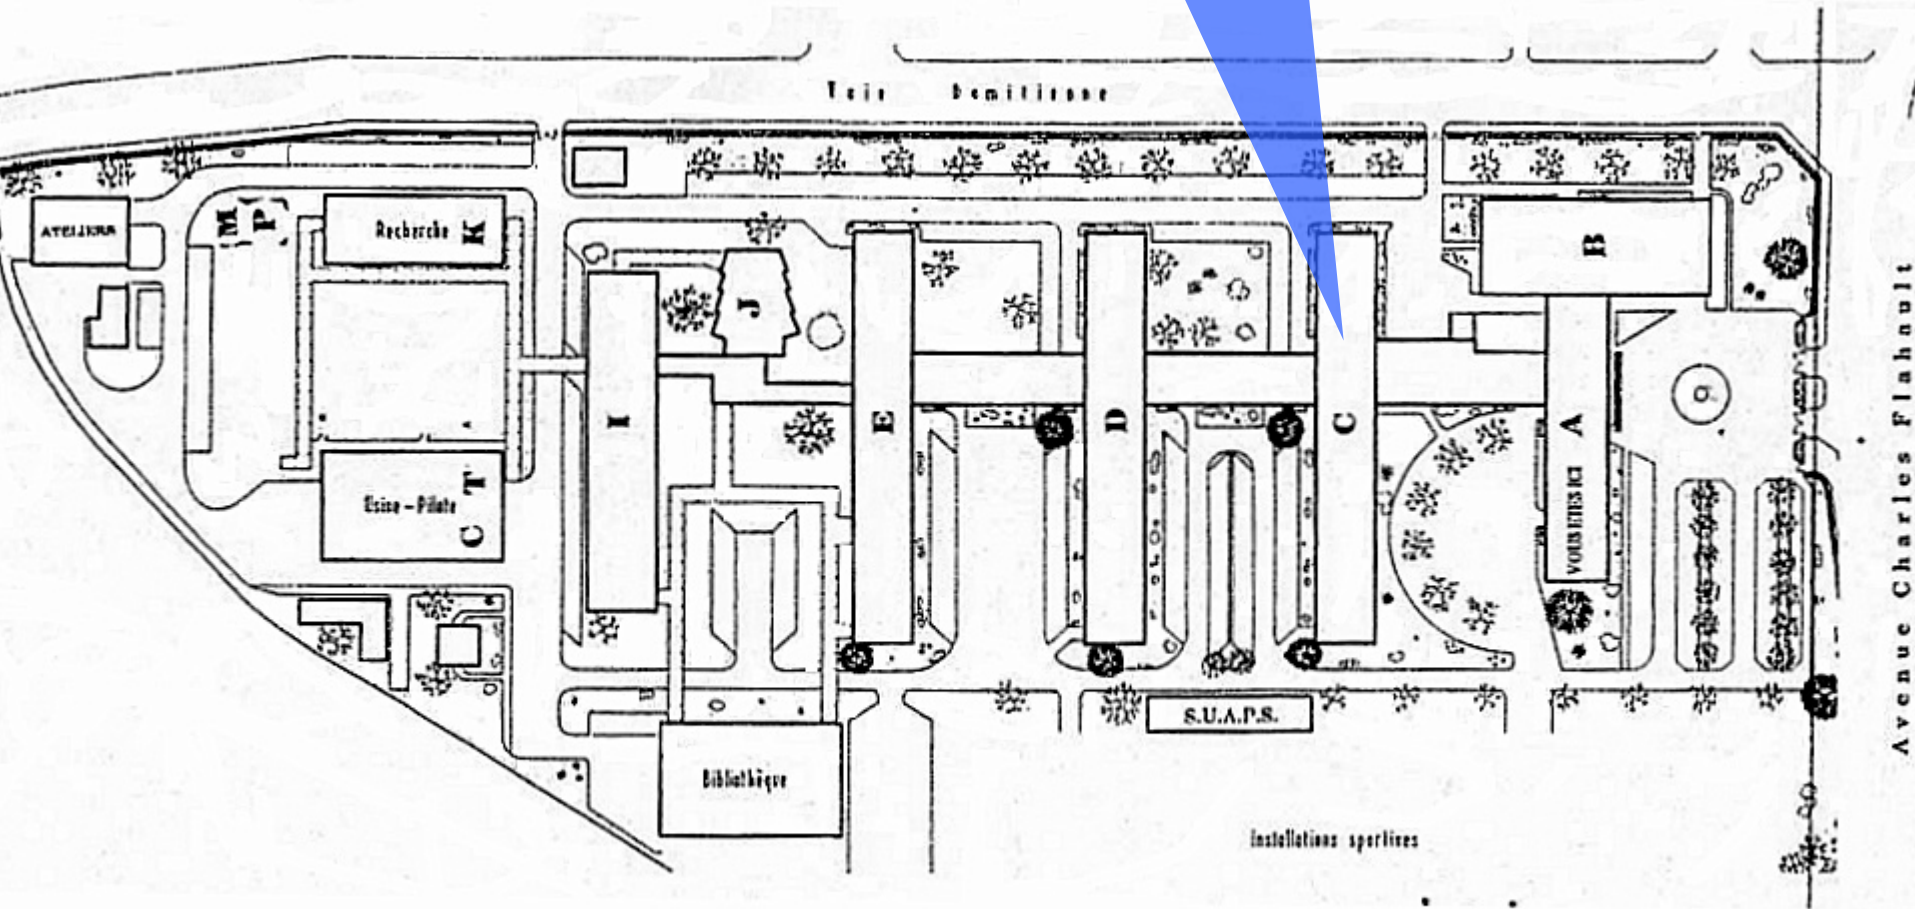 Voie Domitienne
ATELIERS
M
P
Recherche
K
J
B
I
E
D
C
A
VOUS ETES ICI
Usine-Pilote
C T
S.U.A.P.S.
Bibliothèque
Installations sportives
Avenue Charles Flahault